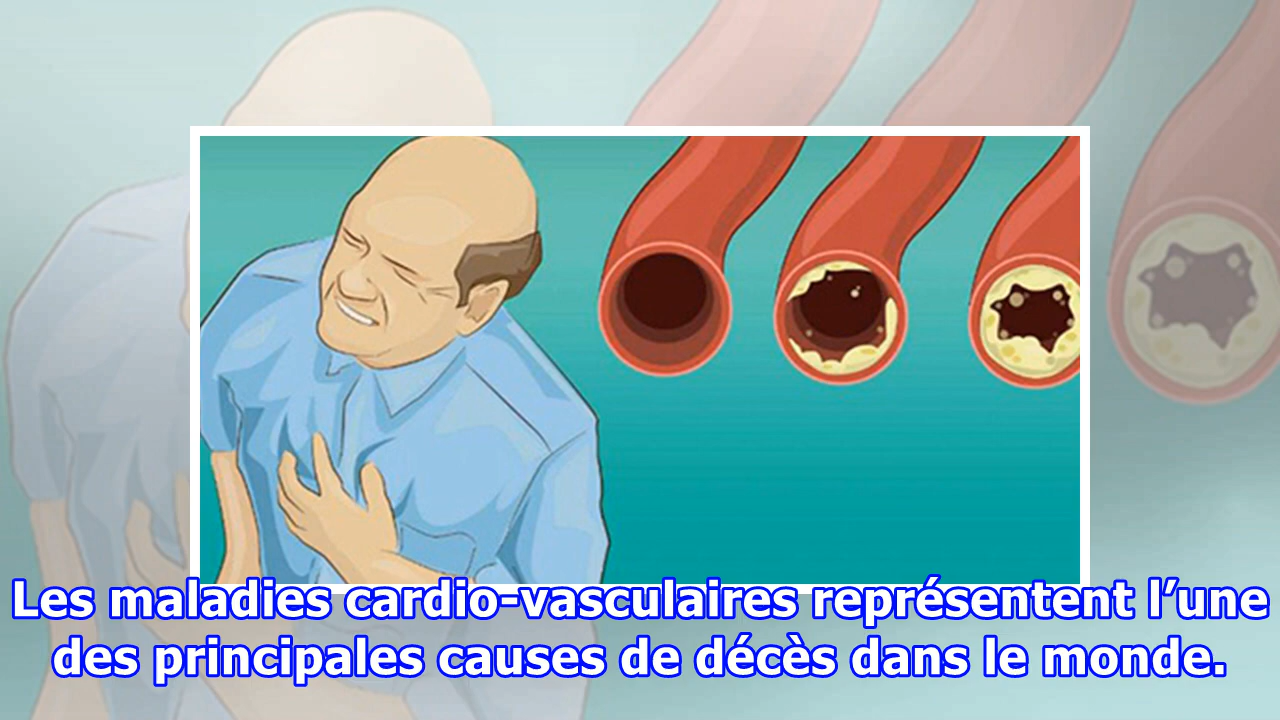 Les maladies cardio-vasculaires représentent l’une
des principales causes de décès dans le monde.